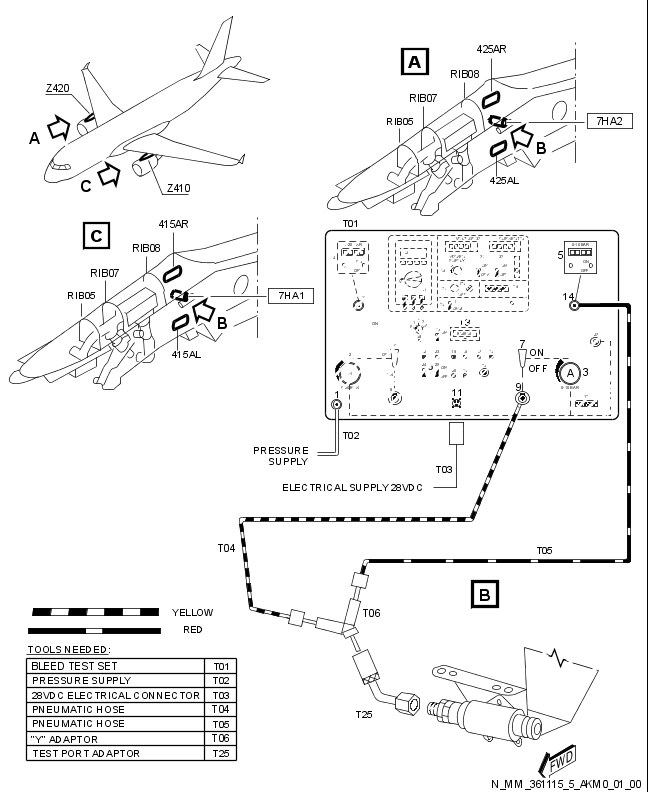 Z420
A
C
Z410
A
425AR
RIB08
RIB07
RIB05
7HA2
B
425AL
C
415AR
RIB08
RIB07
RIB05
7HA1
B
415AL
T01
5
14
13
7
ON
OFF
A
3
1
11
9
T02
PRESSURE
SUPPLY
T03
ELECTRICAL SUPPLY 28VDC
T04
T05
B
T06
YELLOW
RED
TOOLS NEEDED:
BLEED TEST SET T01
PRESSURE SUPPLY T02
28VDC ELECTRICAL CONNECTOR T03
PNEUMATIC HOSE T04
PNEUMATIC HOSE T05
"Y" ADAPTOR T06
TEST PORT ADAPTOR T25
T25
FWD
N_MM_361115_5_AKM0_01_00